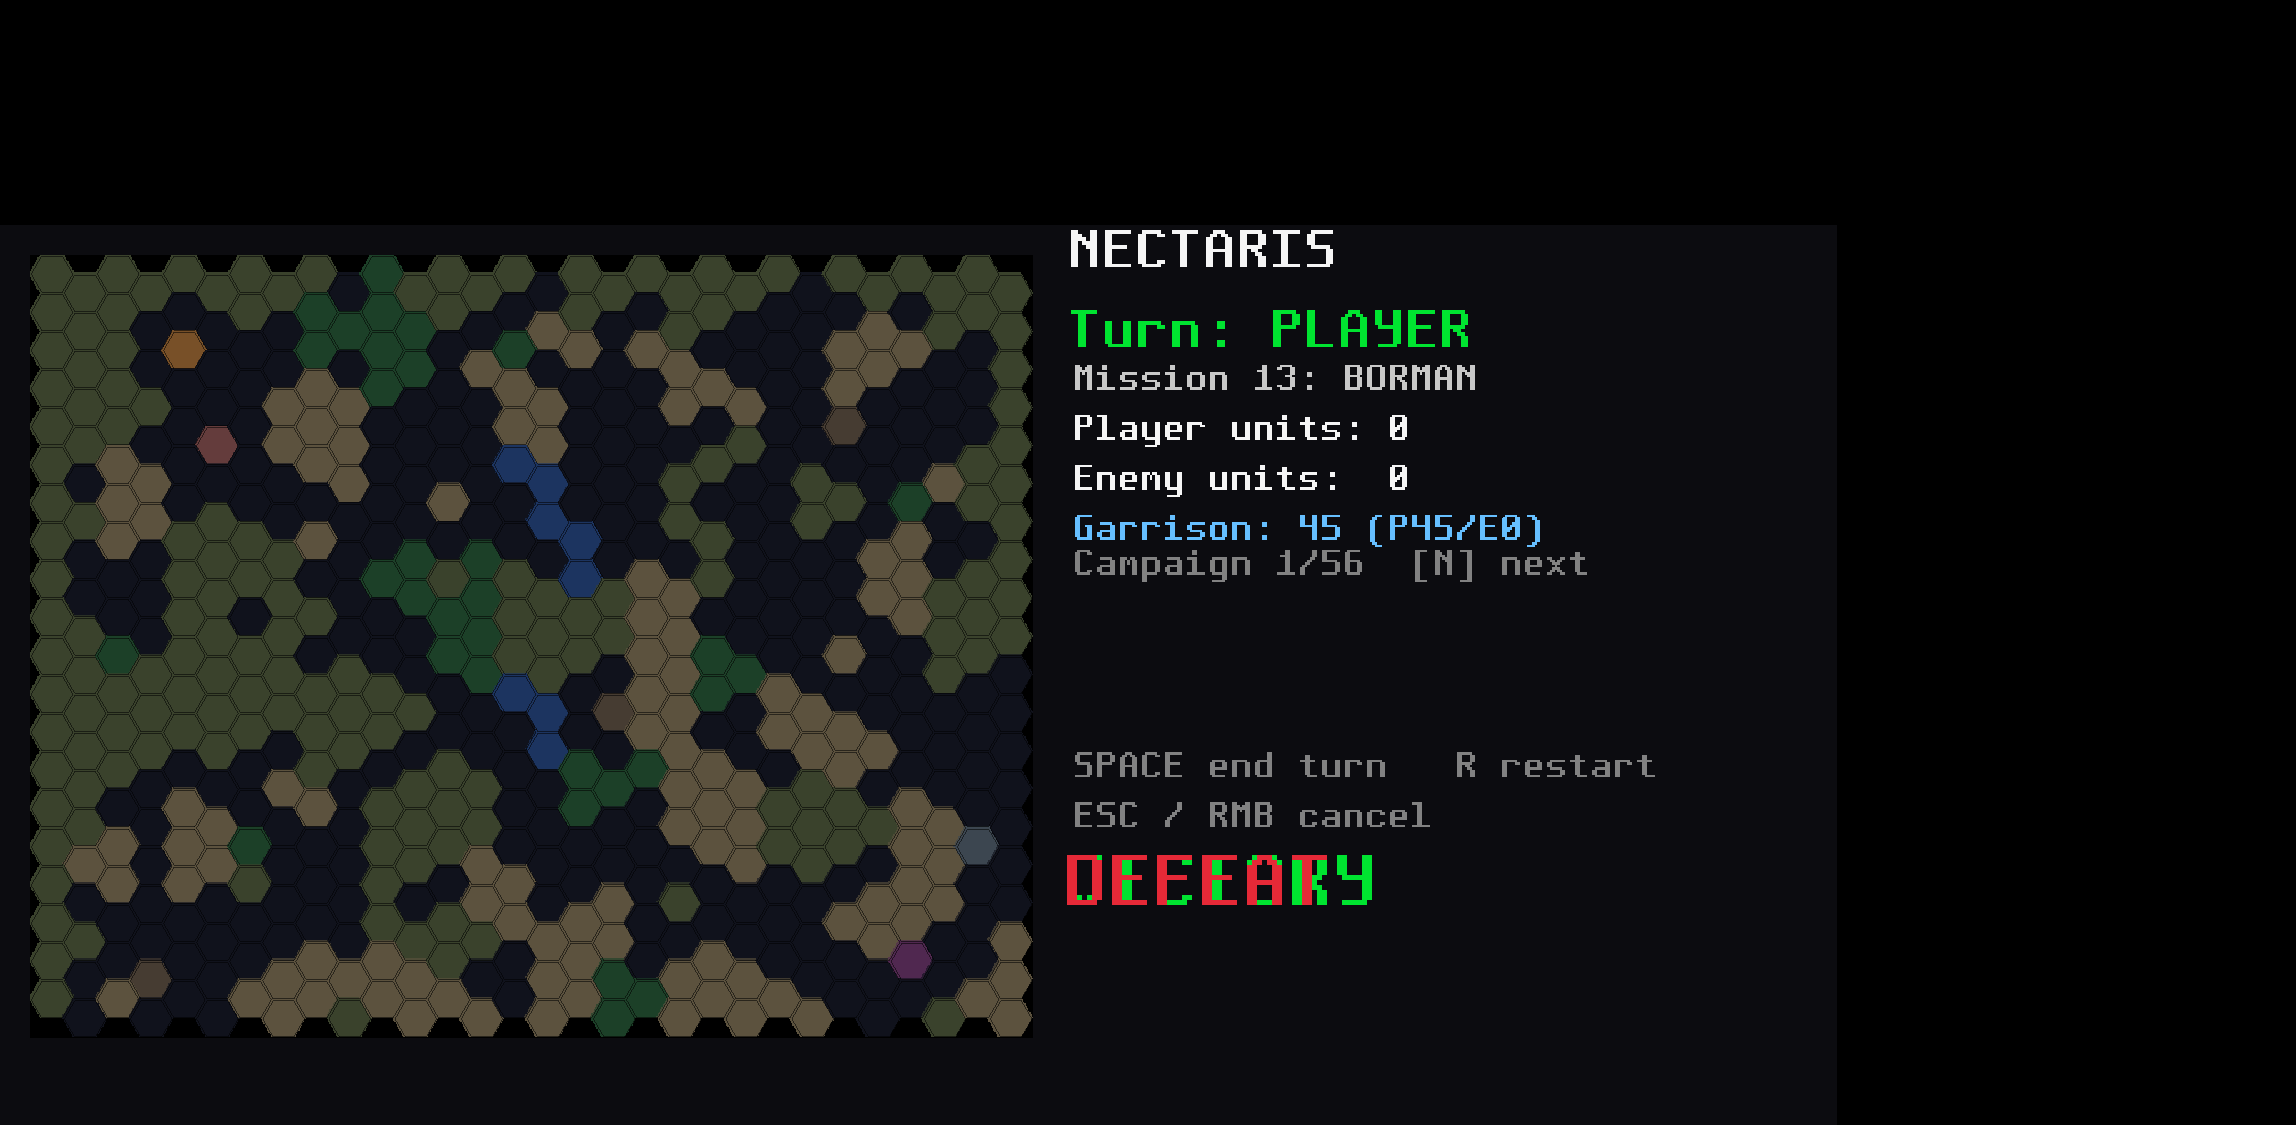 NECTARIS
Turn: PLAYER
Mission 13: BORMAN
Player units: 0
Enemy units: 0
Garrison: 45 (P45/E0)
Campaign 1/56 [N] next
SPACE end turn R restart
ESC / RMB cancel